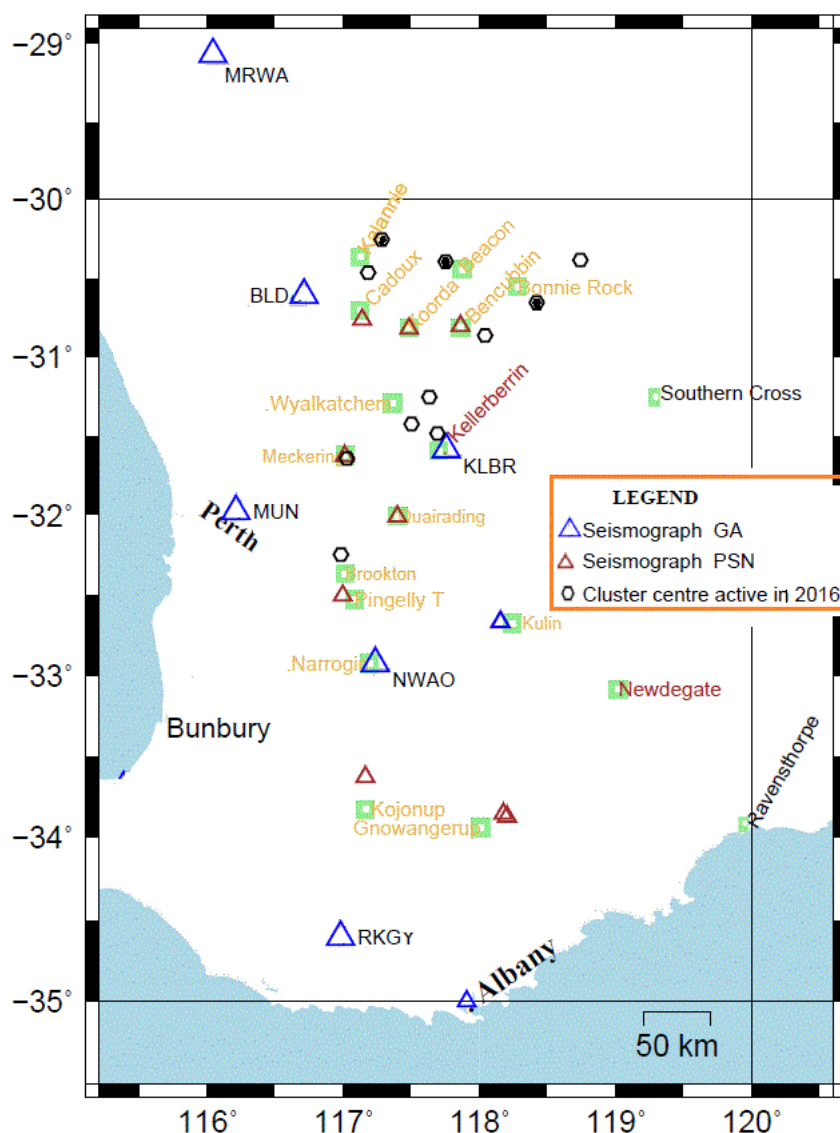 −29°
MRWA
−30°
Kalannie
Beacon
Cadoux
Koorda
Bencubbin
Bonnie Rock
BLD
−31°
Southern Cross
.Wyalkatchem
Kellerberrin
Meckering
KLBR
−32°
MUN
Perth
Quairading
LEGEND
Seismograph GA
Seismograph PSN
Cluster centre active in 2016
Brookton
Pingelly T
Kulin
.Narrogin
NWAO
−33°
Newdegate
Bunbury
Ravensthorpe
Kojonup
Gnowangerup
−34°
RKGY
Albany
−35°
50 km
116° 117° 118° 119° 120°